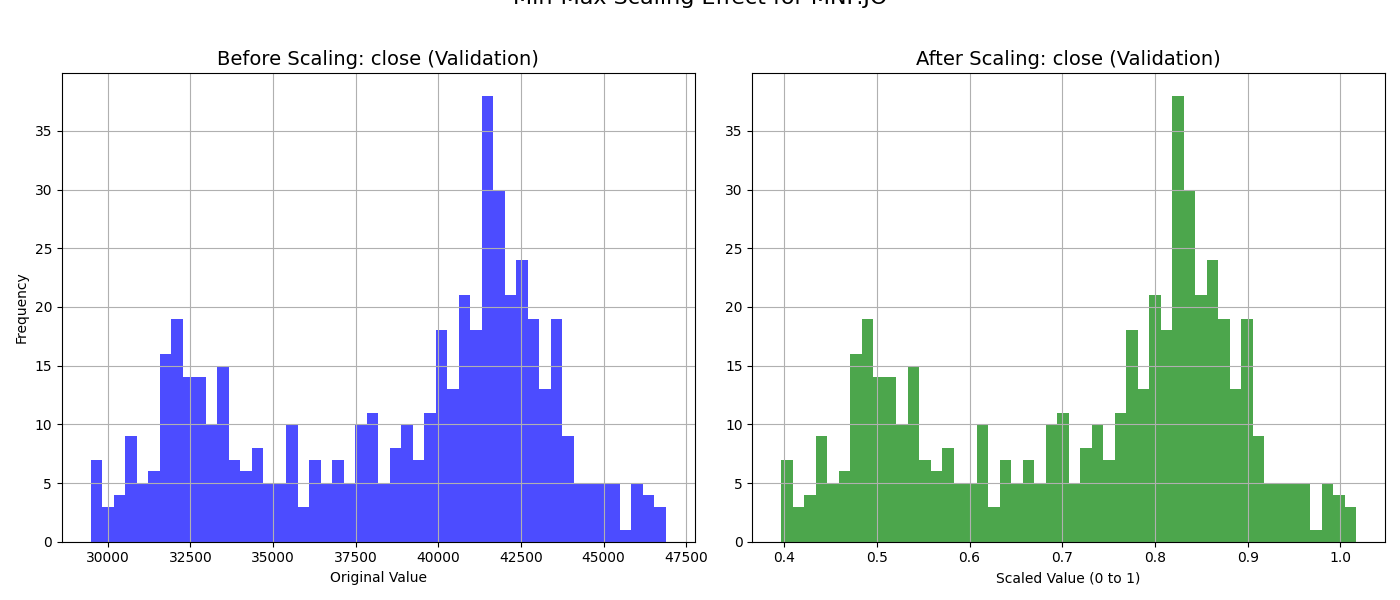 Min-Max Scaling Effect for MNP.JO
Before Scaling: close (Validation)
Frequency
35
30
25
20
15
10
5
0
30000 32500 35000 37500 40000 42500 45000 47500
Original Value
After Scaling: close (Validation)
35
30
25
20
15
10
5
0
0.4 0.5 0.6 0.7 0.8 0.9 1.0
Scaled Value (0 to 1)